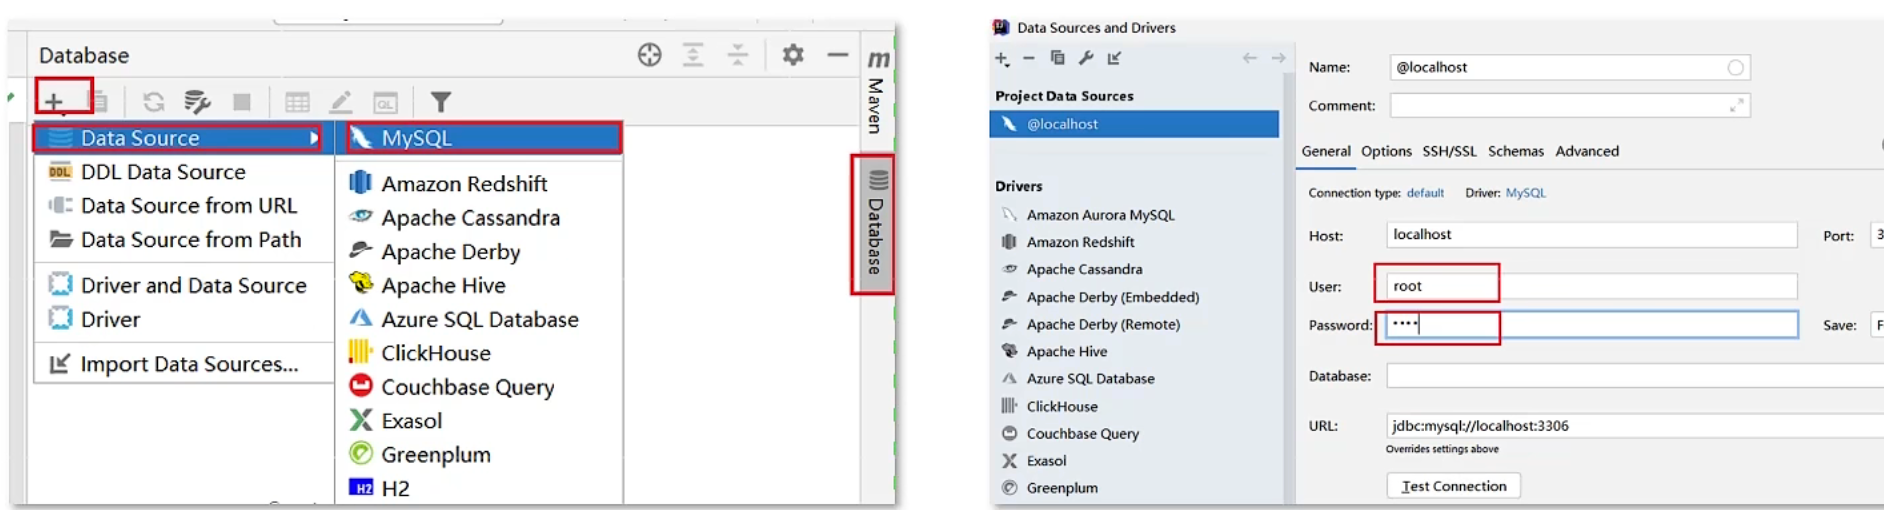 Database
Maven
Database
Data Source
MySQL
DDL
DDL Data Source
Data Source from URL
Data Source from Path
Driver and Data Source
Driver
Import Data Sources...
QL
Amazon Redshift
Apache Cassandra
Apache Derby
Apache Hive
Azure SQL Database
ClickHouse
Couchbase Query
Exasol
Greenplum
H2 H2
Data Sources and Drivers
Project Data Sources
@localhost
Drivers
Amazon Aurora MySQL
Amazon Redshift
Apache Cassandra
Apache Derby (Embedded)
Apache Derby (Remote)
Apache Hive
Azure SQL Database
ClickHouse
Couchbase Query
Exasol
Greenplum
Name: @localhost
Comment:
General Options SSH/SSL Schemas Advanced
Connection type: default Driver: MySQL
Host: localhost Port: 3
User: root
Password: •••• Save: F
Database:
URL: jdbc:mysql://localhost:3306
Overrides settings above
Test Connection